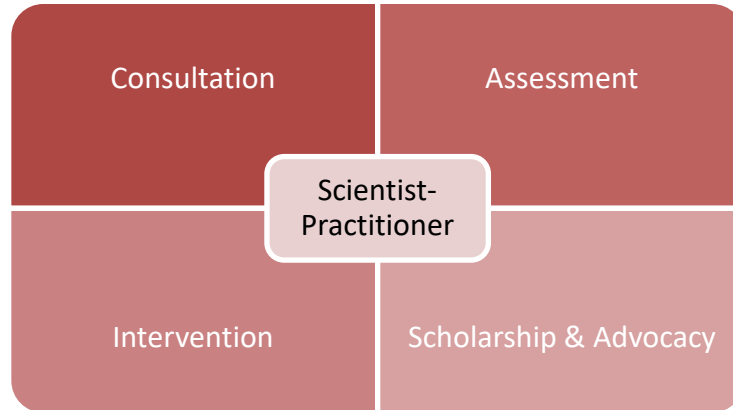 Consultation
Assessment
Scientist-
Practitioner
Intervention
Scholarship & Advocacy